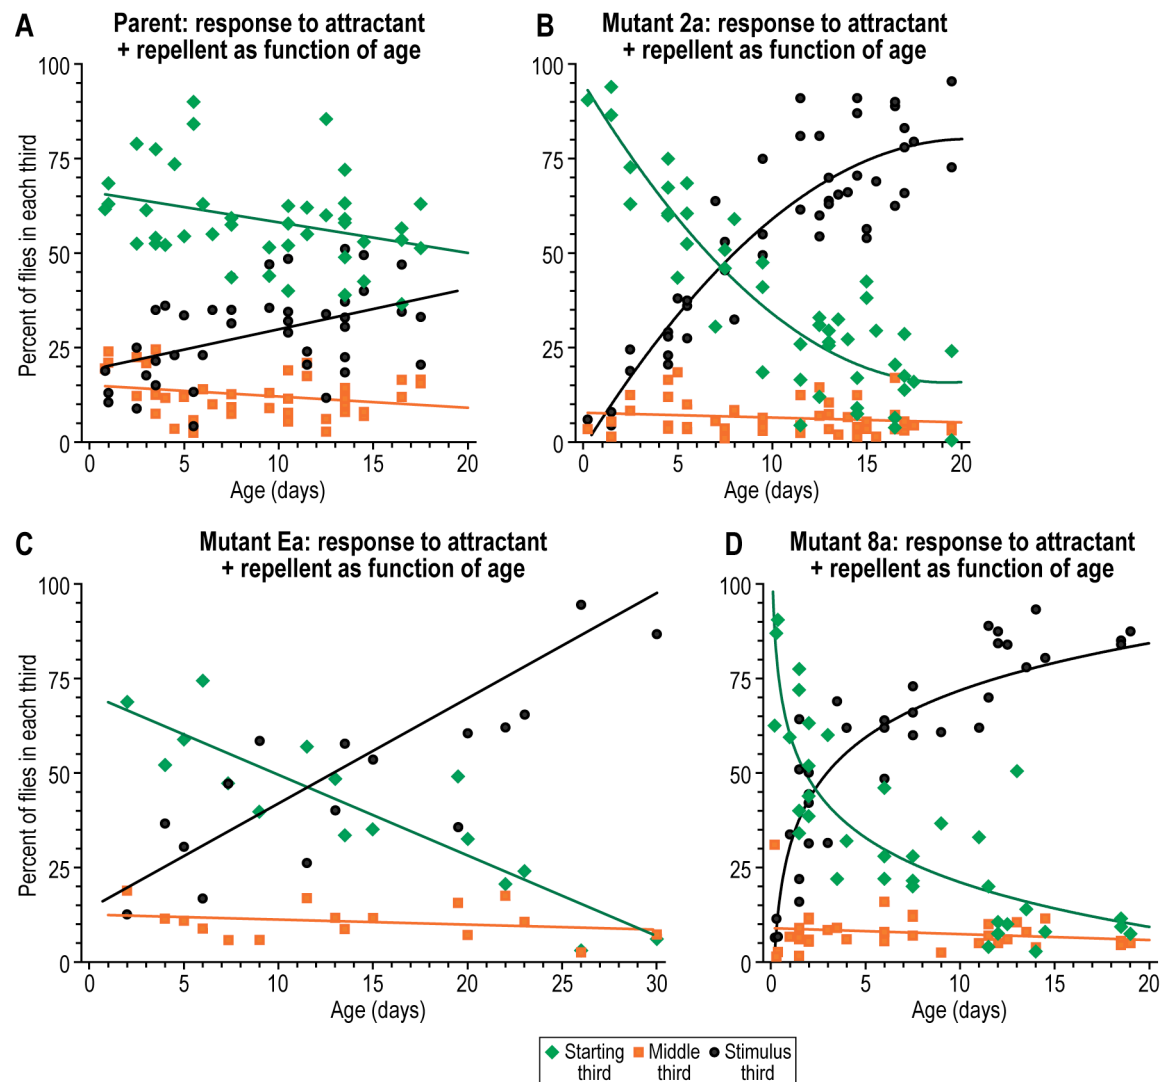 A
Parent: response to attractant
+ repellent as function of age
Percent of flies in each third
100
75
50
25
0
0 5 10 15 20
Age (days)
B
Mutant 2a: response to attractant
+ repellent as function of age
100
75
50
25
0
0 5 10 15 20
Age (days)
C
Mutant Ea: response to attractant
+ repellent as function of age
Percent of flies in each third
100
75
50
25
0
0 5 10 15 20 25 30
Age (days)
D
Mutant 8a: response to attractant
+ repellent as function of age
100
75
50
25
0
0 5 10 15 20
Age (days)
Starting third
Middle third
Stimulus third